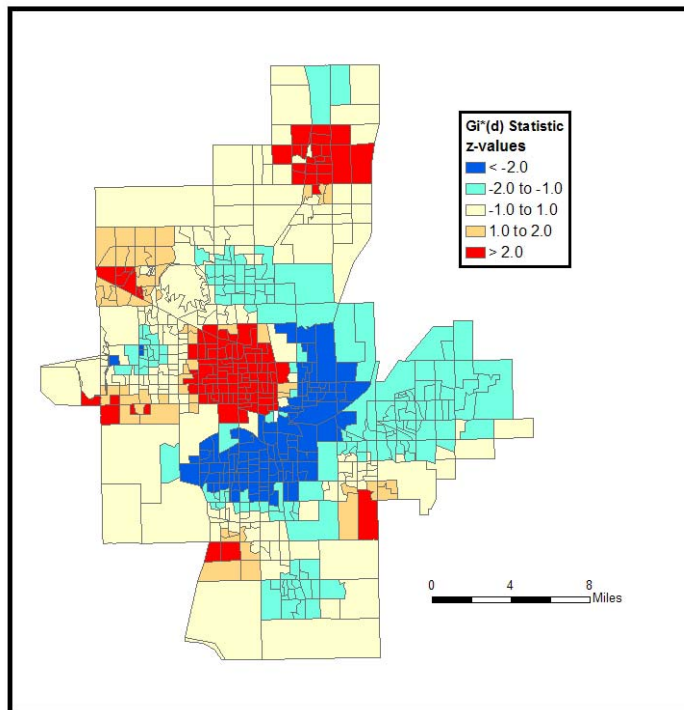 Gi*(d) Statistic
z-values
< -2.0
-2.0 to -1.0
-1.0 to 1.0
1.0 to 2.0
> 2.0
0 2 4 8
Miles